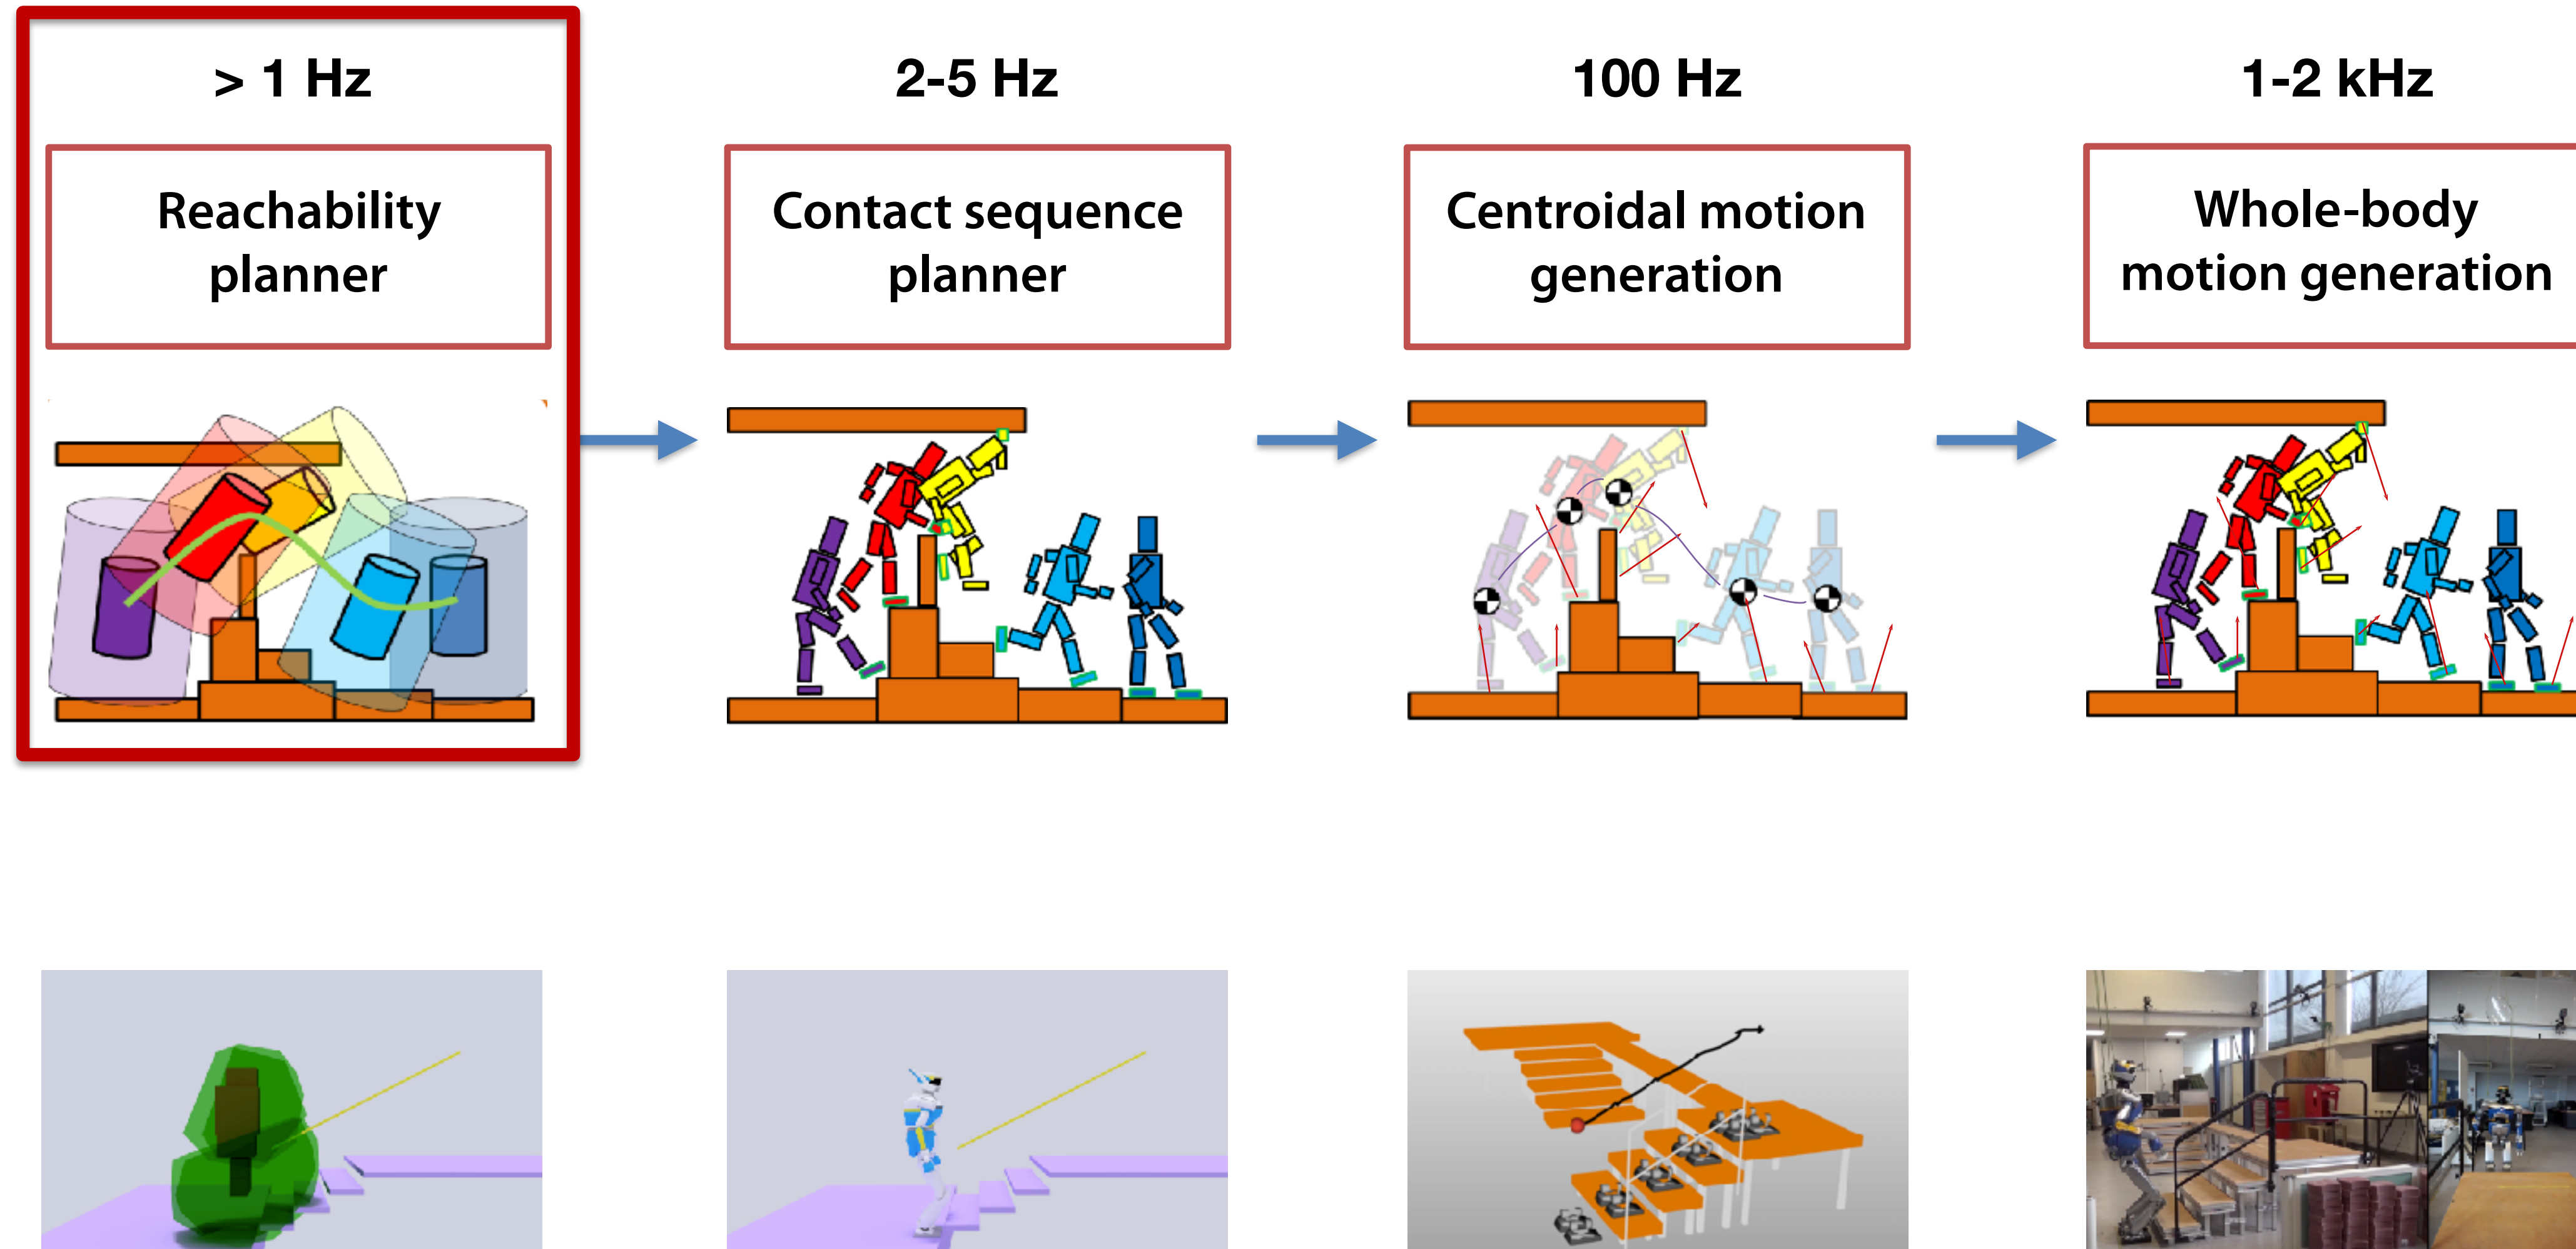 > 1 Hz
Reachability
planner
2-5 Hz
Contact sequence
planner
100 Hz
Centroidal motion
generation
1-2 kHz
Whole-body
motion generation